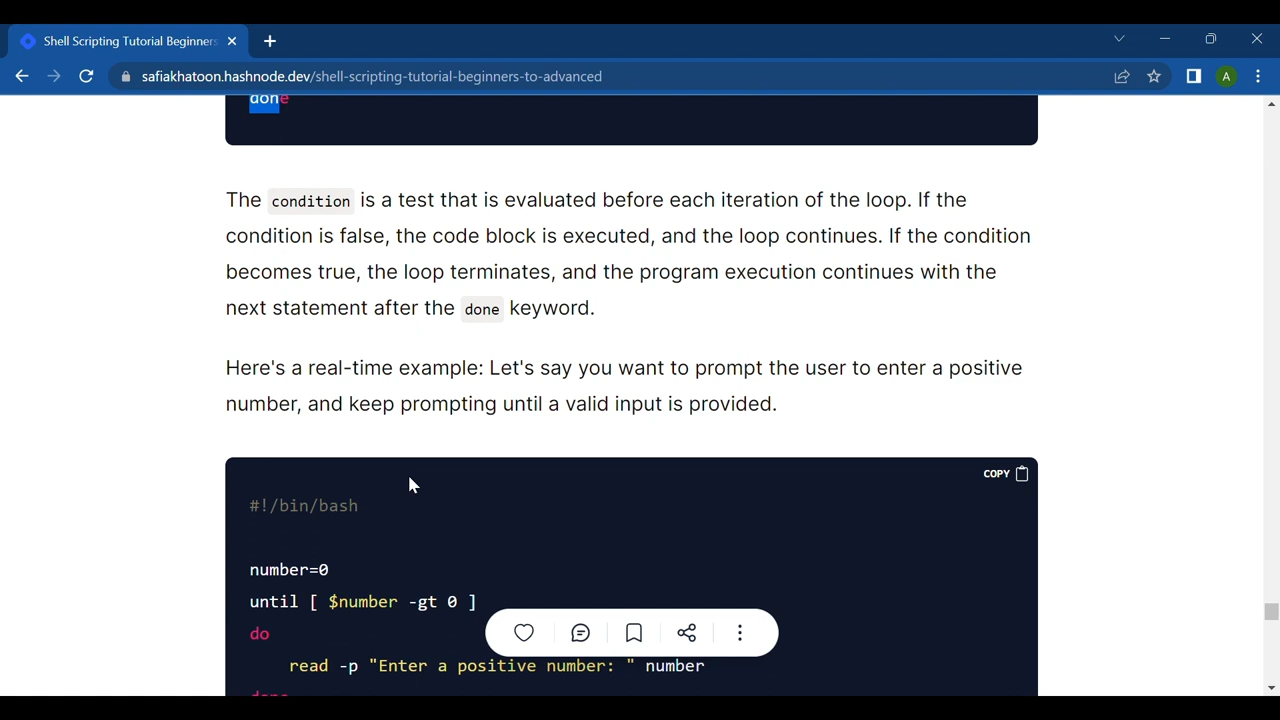 Shell Scripting Tutorial Beginners
safiakhatoon.hashnode.dev/shell-scripting-tutorial-beginners-to-advanced
A
done
The condition is a test that is evaluated before each iteration of the loop. If the
condition is false, the code block is executed, and the loop continues. If the condition
becomes true, the loop terminates, and the program execution continues with the
next statement after the done keyword.
Here's a real-time example: Let's say you want to prompt the user to enter a positive
number, and keep prompting until a valid input is provided.
COPY
#!/bin/bash
number=0
until [ $number -gt 0 ]
do
read -p "Enter a positive number: " number
done